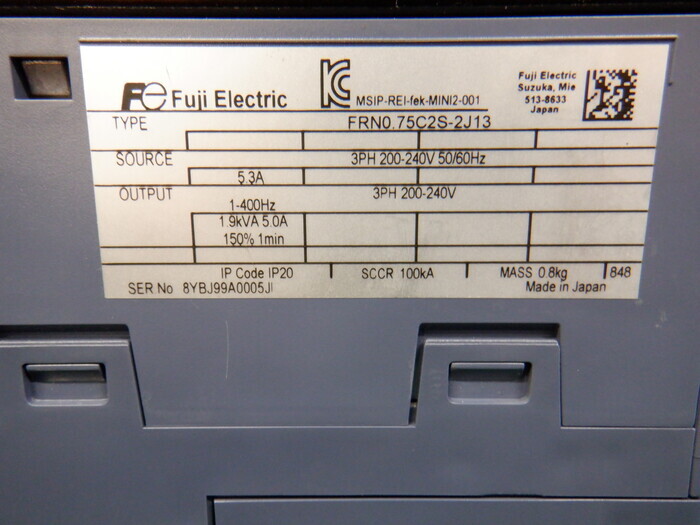 Fe Fuji Electric
MSIP-REI-fek-MINI2-001
Fuji Electric
Suzuka, Mie
513-8633
Japan
TYPE FRN0.75C2S-2J13
SOURCE 3PH 200-240V 50/60Hz
5.3A
OUTPUT 3PH 200-240V
1-400Hz
1.9kVA 5.0A
150% 1min
IP Code IP20 SCCR 100kA MASS 0.8kg 848
SER No 8YBJ99A0005J Made in Japan